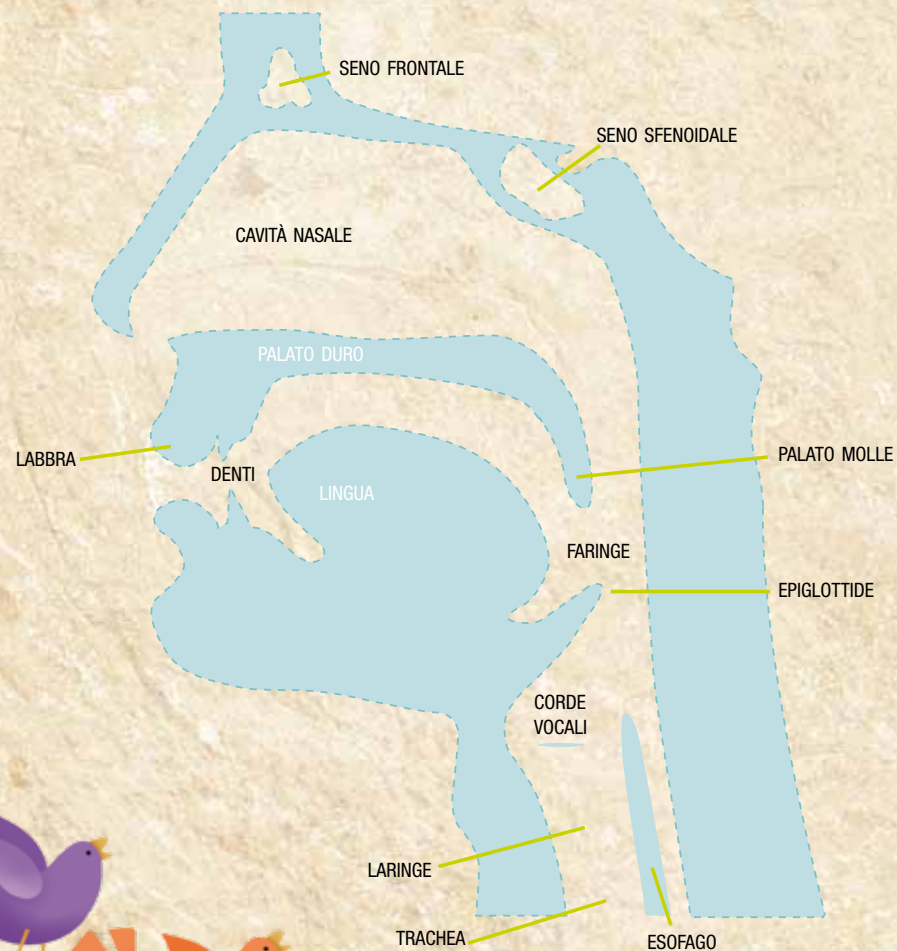 SENO FRONTALE
SENO SFENOIDALE
CAVITÀ NASALE
PALATO DURO
LABBRA
DENTI
PALATO MOLLE
LINGUA
FARINGE
EPIGLOTTIDE
CORDE
VOCALI
LARINGE
TRACHEA
ESOFAGO